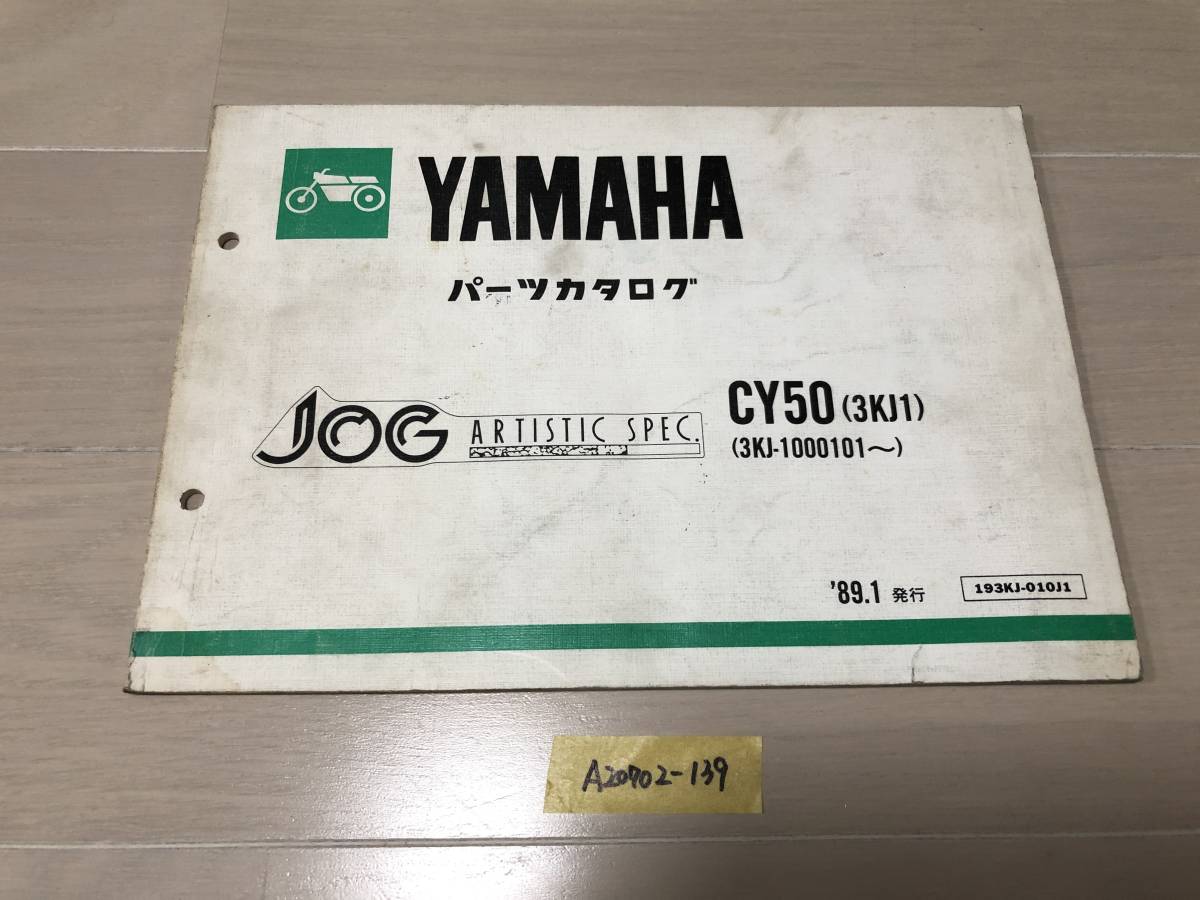 YAMAHA
パーツカタログ
JOG ARTISTIC SPEC.
CY50 (3KJ1)
(3KJ-1000101〜)
'89.1 発行
193KJ-010J1
A20702-139